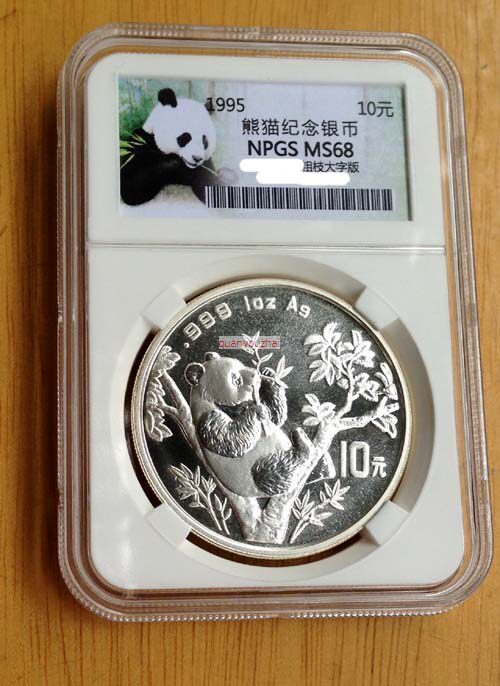 1995 10元
熊猫纪念银币
NPGS MS68
粗枝大字版
.999 1oz Ag
quanyouzhai
10元